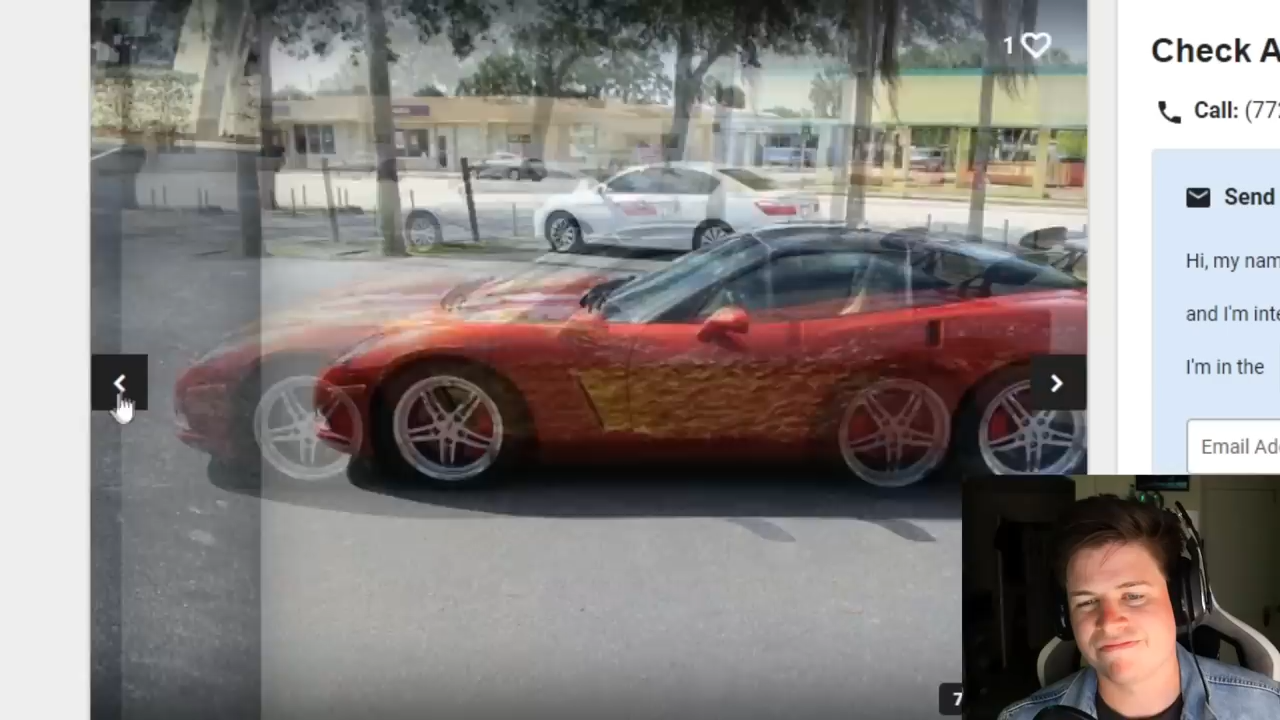 1
Check A
Call: (77
Send
Hi, my nam
and I'm inte
I'm in the
Email Ad
7